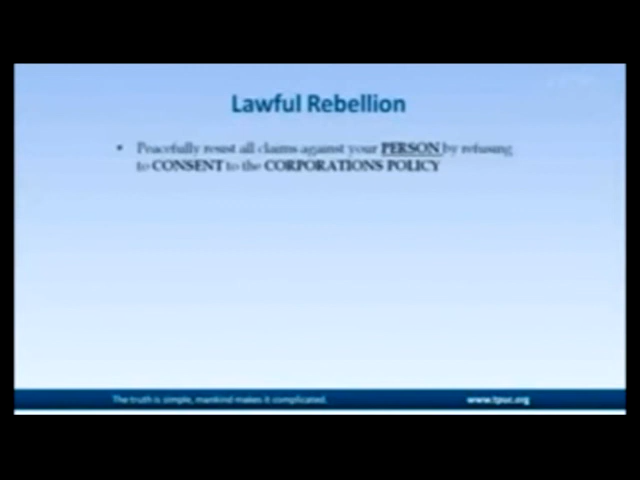 Lawful Rebellion
• Peacefully resist all claims against your PERSON by refusing
to CONSENT to the CORPORATIONS POLICY
The truth is simple, mankind makes it complicated.
www.tpuc.org